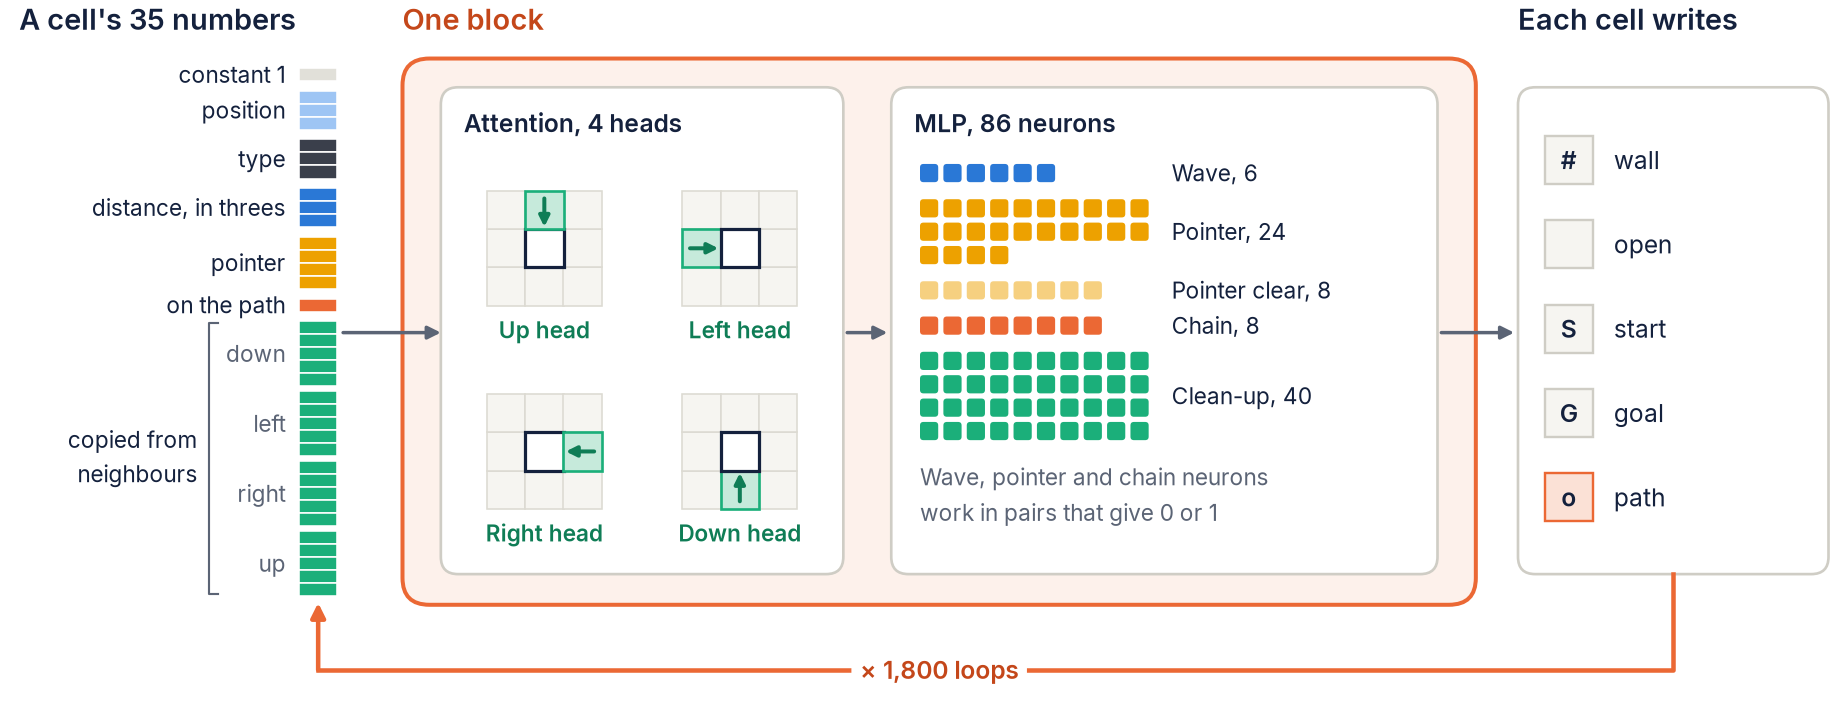 A cell's 35 numbers
constant 1
position
type
distance, in threes
pointer
on the path
down
left
right
up
copied from
neighbours
One block
Attention, 4 heads
Up head
Left head
Right head
Down head
MLP, 86 neurons
Wave, 6
Pointer, 24
Pointer clear, 8
Chain, 8
Clean-up, 40
Wave, pointer and chain neurons
work in pairs that give 0 or 1
Each cell writes
# wall
open
S start
G goal
o path
× 1,800 loops